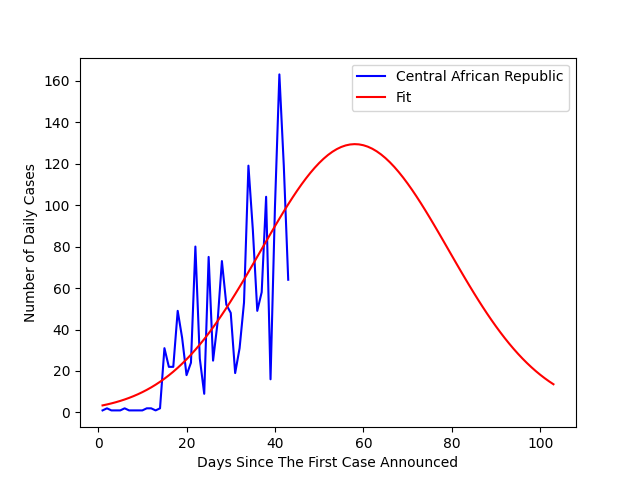 Central African Republic
Fit
Number of Daily Cases
160
140
120
100
80
60
40
20
0
0 20 40 60 80 100
Days Since The First Case Announced